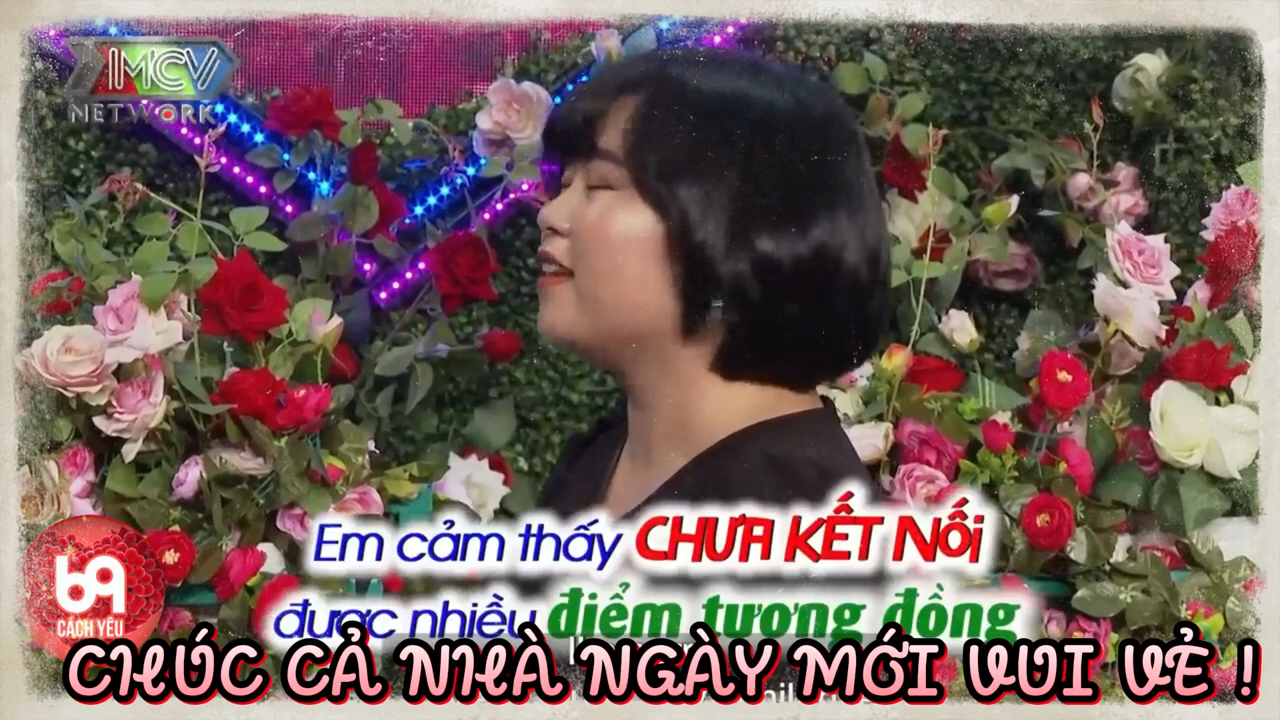 MCV
NETWORK
Em cảm thấy CHƯA KẾT NỐI
được nhiều điểm tương đồng
69
CÁCH YÊU
CHÚC CẢ NHÀ NGÀY MỚI VUI VẺ !